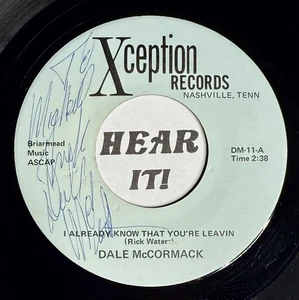 Xception
RECORDS
NASHVILLE, TENN
To
Briarmead
Music
ASCAP
HEAR
IT!
DM-11-A
Time 2:38
I ALREADY KNOW THAT YOU'RE LEAVIN
(Rick Water
DALE McCORMACK